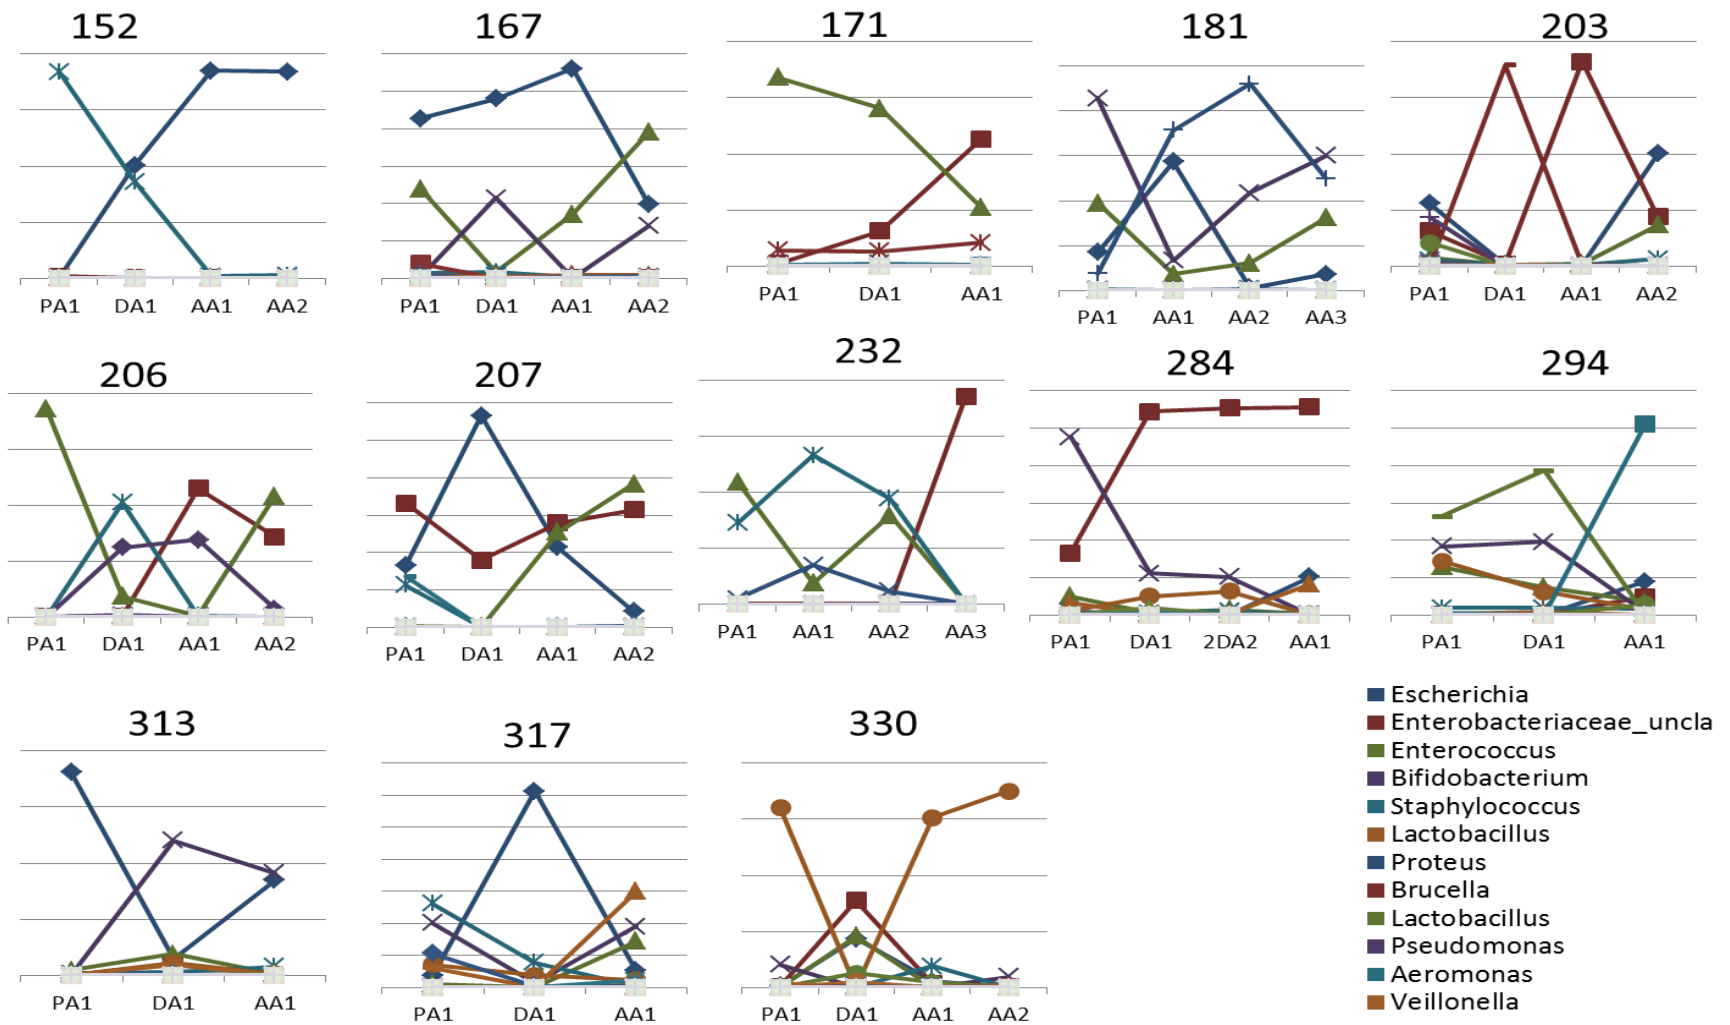 152 167 171 181 203
PA1 DA1 AA1 AA2
PA1 DA1 AA1 AA2
PA1 DA1 AA1
PA1 AA1 AA2 AA3
PA1 DA1 AA1 AA2
206 207 232 284 294
PA1 DA1 AA1 AA2
PA1 DA1 AA1 AA2
PA1 AA1 AA2 AA3
PA1 DA1 2DA2 AA1
PA1 DA1 AA1
313 317 330
PA1 DA1 AA1
PA1 DA1 AA1
PA1 DA1 AA1 AA2
Escherichia
Enterobacteriaceae_uncla
Enterococcus
Bifidobacterium
Staphylococcus
Lactobacillus
Proteus
Brucella
Lactobacillus
Pseudomonas
Aeromonas
Veillonella